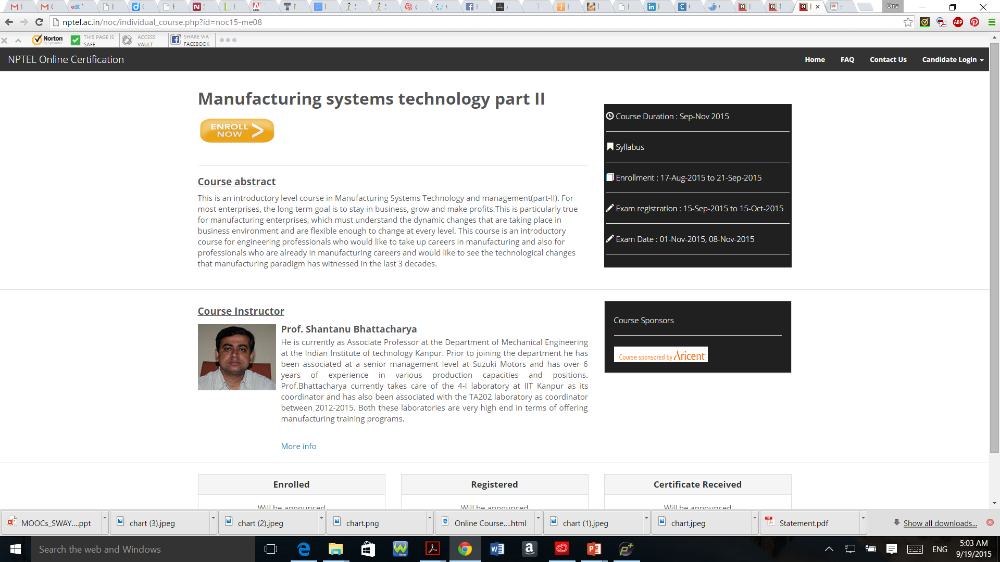 Uma
nptel.ac.in/noc/individual_course.php?id=noc15-me08
ABP
Norton
by Symantec
THIS PAGE IS
SAFE
ACCESS
VAULT
SHARE VIA
FACEBOOK
NPTEL Online Certification
Home
FAQ
Contact Us
Candidate Login
Manufacturing systems technology part II
ENROLL
NOW
Course Duration : Sep-Nov 2015
Syllabus
Enrollment : 17-Aug-2015 to 21-Sep-2015
Exam registration : 15-Sep-2015 to 15-Oct-2015
Exam Date : 01-Nov-2015, 08-Nov-2015
Course abstract
This is an introductory level course in Manufacturing Systems Technology and management(part-II). For
most enterprises, the long term goal is to stay in business, grow and make profits.This is particularly true
for manufacturing enterprises, which must understand the dynamic changes that are taking place in
business environment and are flexible enough to change at every level. This course is an introductory
course for engineering professionals who would like to take up careers in manufacturing and also for
professionals who are already in manufacturing careers and would like to see the technological changes
that manufacturing paradigm has witnessed in the last 3 decades.
Course Instructor
Prof. Shantanu Bhattacharya
He is currently as Associate Professor at the Department of Mechanical Engineering
at the Indian Institute of technology Kanpur. Prior to joining the department he has
been associated at a senior management level at Suzuki Motors and has over 6
years of experience in various production capacities and positions.
Prof.Bhattacharya currently takes care of the 4-I laboratory at IIT Kanpur as its
coordinator and has also been associated with the TA202 laboratory as coordinator
between 2012-2015. Both these laboratories are very high end in terms of offering
manufacturing training programs.
More info
Course Sponsors
Course sponsored by Aricent
Enrolled
Registered
Certificate Received
Will be announced
Will be announced
Will be announced
MOOCs_SWAY....ppt
chart (3).jpeg
chart (2).jpeg
chart.png
Online Course....html
chart (1).jpeg
chart.jpeg
Statement.pdf
Show all downloads...
Search the web and Windows
ENG
5:03 AM
9/19/2015